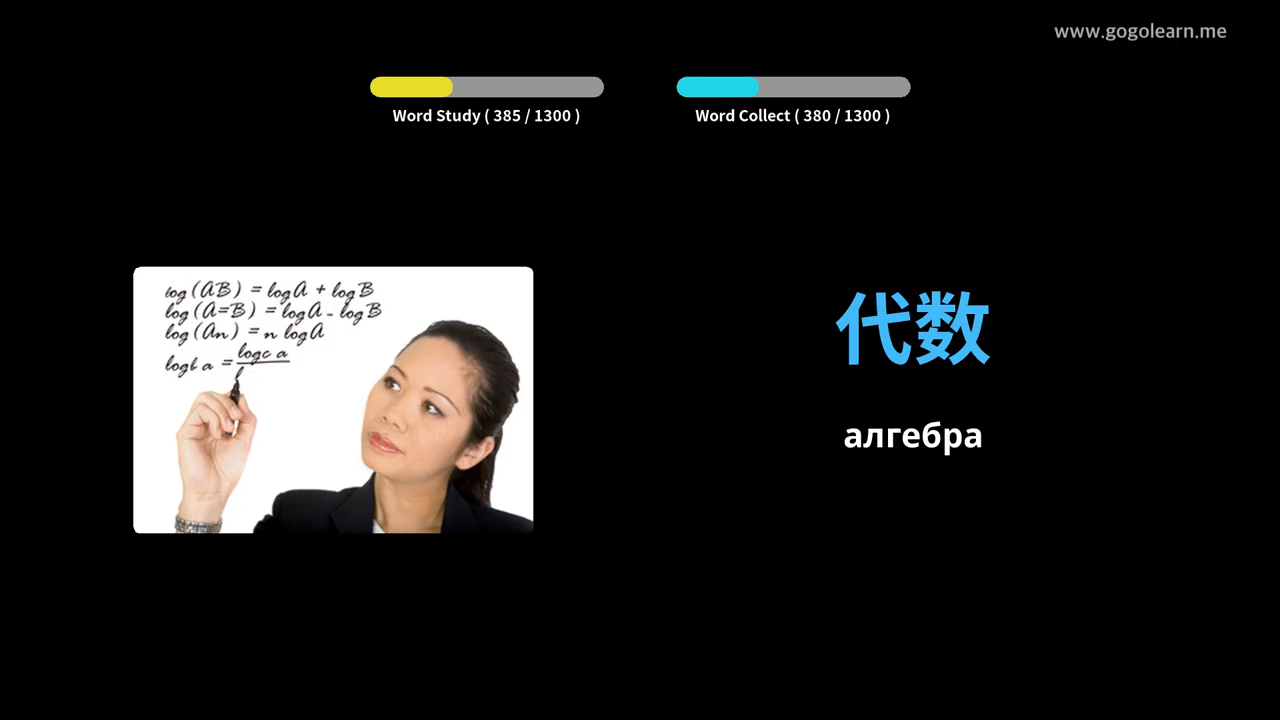 www.gogolearn.me
Word Study ( 385 / 1300 )
Word Collect ( 380 / 1300 )
log (AB) = log A + log B
log (A=B) = log A - log B
log (An) = n log A
logb a = logc a
代数
алгебра